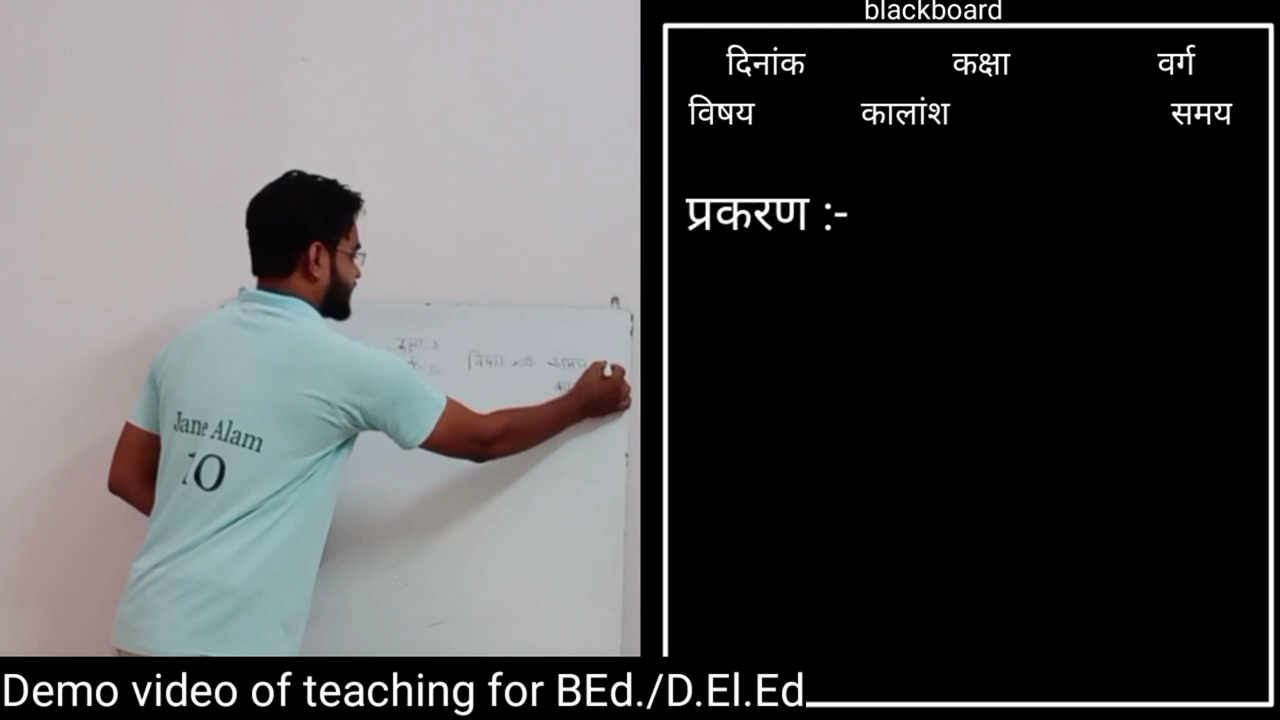 blackboard
दिनांक कक्षा वर्ग
विषय कालांश समय
प्रकरण :-
Jane Alam
10
Demo video of teaching for BEd./D.El.Ed